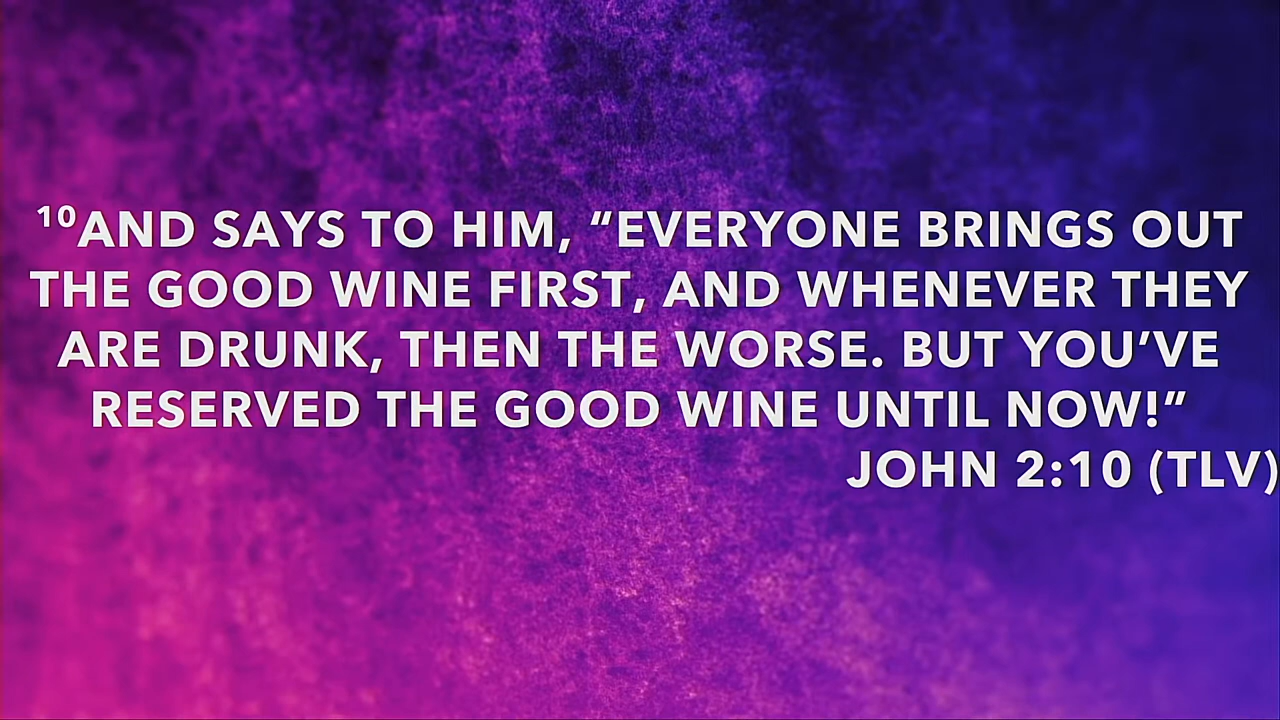 ¹⁰AND SAYS TO HIM, “EVERYONE BRINGS OUT
THE GOOD WINE FIRST, AND WHENEVER THEY
ARE DRUNK, THEN THE WORSE. BUT YOU’VE
RESERVED THE GOOD WINE UNTIL NOW!”
JOHN 2:10 (TLV)